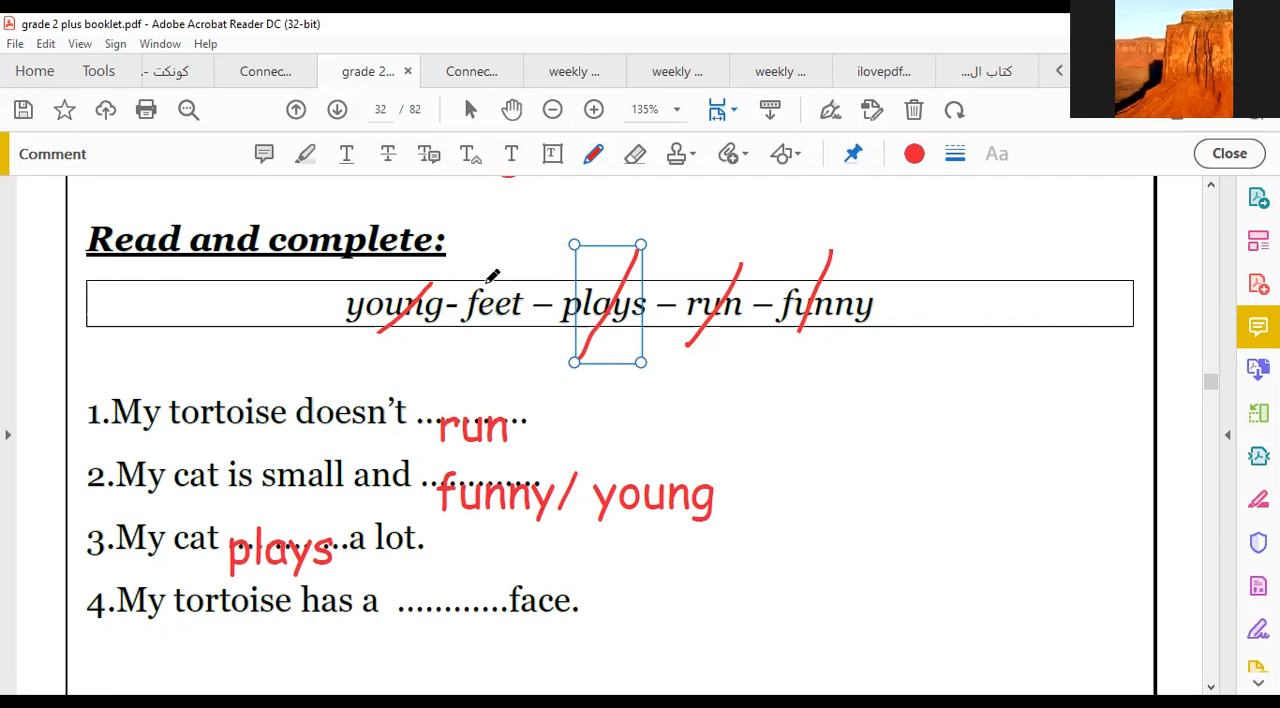 grade 2 plus booklet.pdf - Adobe Acrobat Reader DC (32-bit)
File Edit View Sign Window Help
Home Tools كونكت -. Connec... grade 2... × Connec... weekly ... weekly ... weekly ... ilovepdf... كتاب ال...
32 / 82 135%
Comment Aa Close
Read and complete:
young- feet – plays – run – funny
1.My tortoise doesn't ............
run
2.My cat is small and .............
funny/ young
3.My cat ............a lot.
plays
4.My tortoise has a ............face.